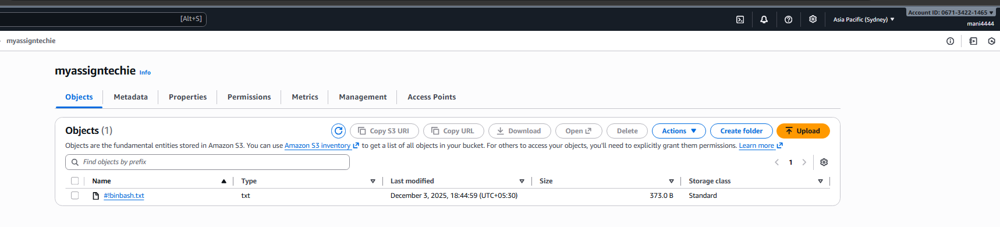 [Alt+S]
Asia Pacific (Sydney)
Account ID: 0671-3422-1465
mani4444
myassigntechie
myassigntechie Info
Objects Metadata Properties Permissions Metrics Management Access Points
Objects (1)
Copy S3 URI Copy URL Download Open Delete Actions Create folder Upload
Objects are the fundamental entities stored in Amazon S3. You can use Amazon S3 inventory to get a list of all objects in your bucket. For others to access your objects, you'll need to explicitly grant them permissions. Learn more
Find objects by prefix
1
Name Type Last modified Size Storage class
#!binbash.txt txt December 3, 2025, 18:44:59 (UTC+05:30) 373.0 B Standard